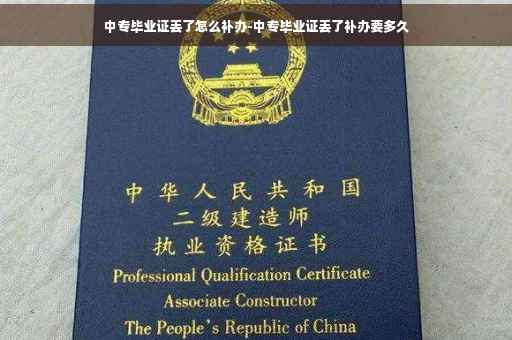 中专毕业证丢了怎么补办-中专毕业证丢了补办要多久
中华人民共和国
二级建造师
执业资格证书
Professional Qualification Certificate
Associate Constructor
The People's Republic of China